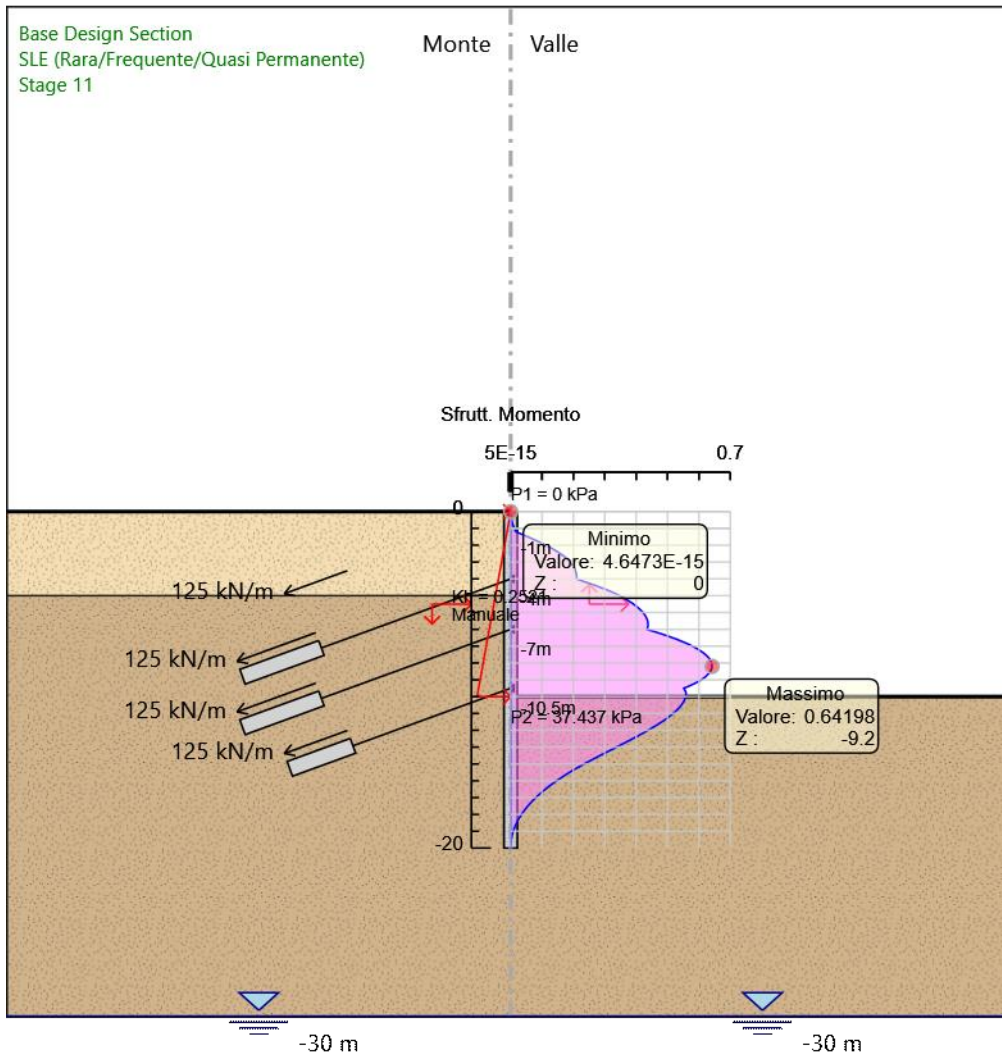 Base Design Section
SLE (Rara/Frequente/Quasi Permanente)
Stage 11
Monte
Valle
Sfrutt. Momento
5E-15
0.7
P1 = 0 kPa
0
Minimo
Valore: 4.6473E-15
Z : 0
-1m
125 kN/m
-4m
Manuale
125 kN/m
-7m
Massimo
Valore: 0.64198
Z : -9.2
125 kN/m
-10.5m
P2 = 37.437 kPa
125 kN/m
-20
-30 m
-30 m